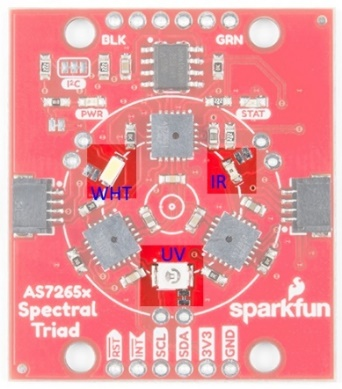 BLK GRN
I²C
PWR STAT
WHT IR
UV
AS7265x
Spectral
Triad
sparkfun
RST INT SCL SDA 3V3 GND